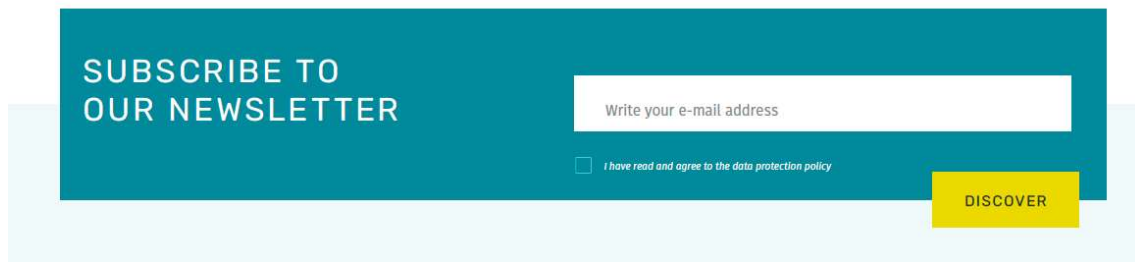 SUBSCRIBE TO
OUR NEWSLETTER
Write your e-mail address
I have read and agree to the data protection policy
DISCOVER